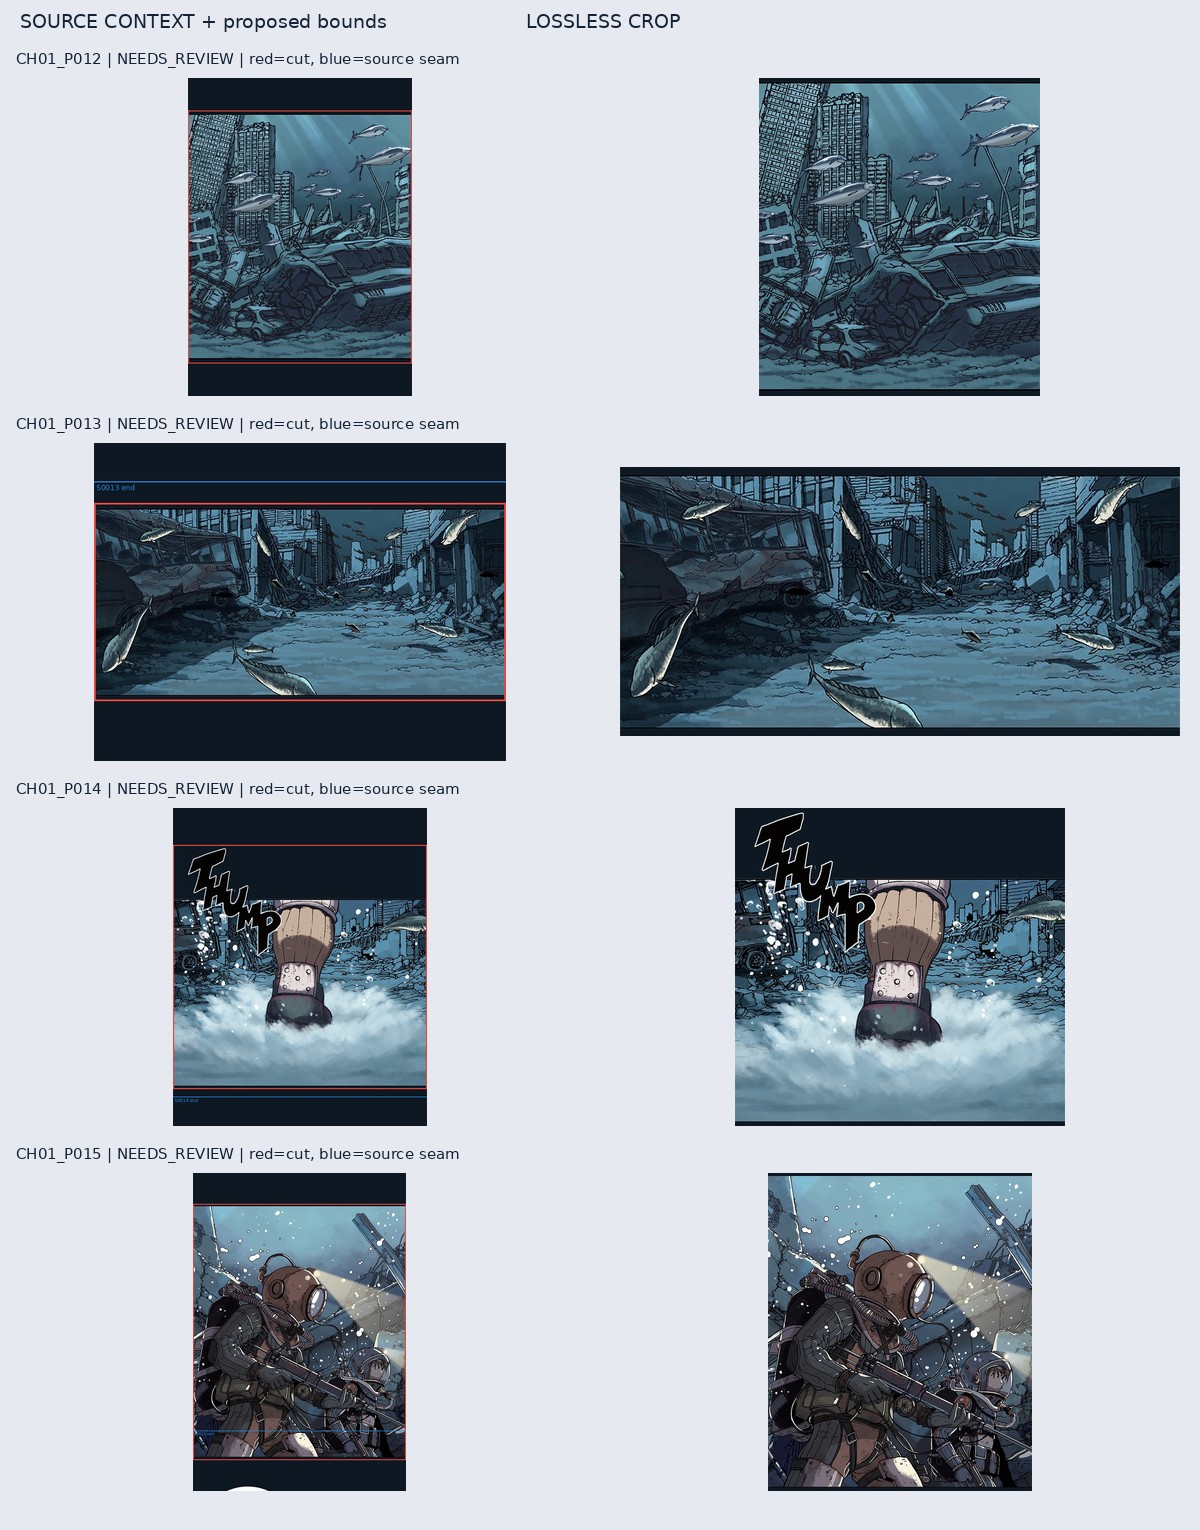 SOURCE CONTEXT + proposed bounds
LOSSLESS CROP
CH01_P012 | NEEDS_REVIEW | red=cut, blue=source seam
CH01_P013 | NEEDS_REVIEW | red=cut, blue=source seam
S0013 end
CH01_P014 | NEEDS_REVIEW | red=cut, blue=source seam
THUMP
THUMP
S0014 end
CH01_P015 | NEEDS_REVIEW | red=cut, blue=source seam